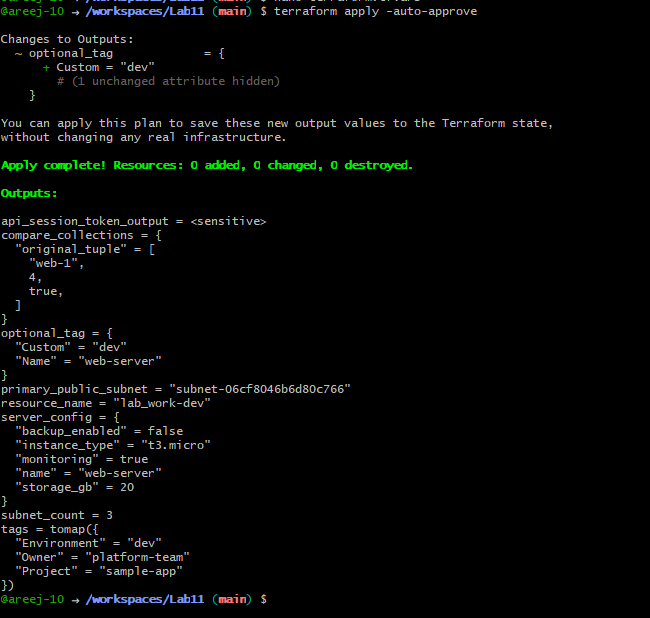 @areej-10 → /workspaces/Lab11 (main) $ terraform apply -auto-approve
Changes to Outputs:
~ optional_tag = {
+ Custom = "dev"
# (1 unchanged attribute hidden)
}
You can apply this plan to save these new output values to the Terraform state,
without changing any real infrastructure.
Apply complete! Resources: 0 added, 0 changed, 0 destroyed.
Outputs:
api_session_token_output = <sensitive>
compare_collections = {
"original_tuple" = [
"web-1",
4,
true,
]
}
optional_tag = {
"Custom" = "dev"
"Name" = "web-server"
}
primary_public_subnet = "subnet-06cf8046b6d80c766"
resource_name = "lab_work-dev"
server_config = {
"backup_enabled" = false
"instance_type" = "t3.micro"
"monitoring" = true
"name" = "web-server"
"storage_gb" = 20
}
subnet_count = 3
tags = tomap({
"Environment" = "dev"
"Owner" = "platform-team"
"Project" = "sample-app"
})
@areej-10 → /workspaces/Lab11 (main) $